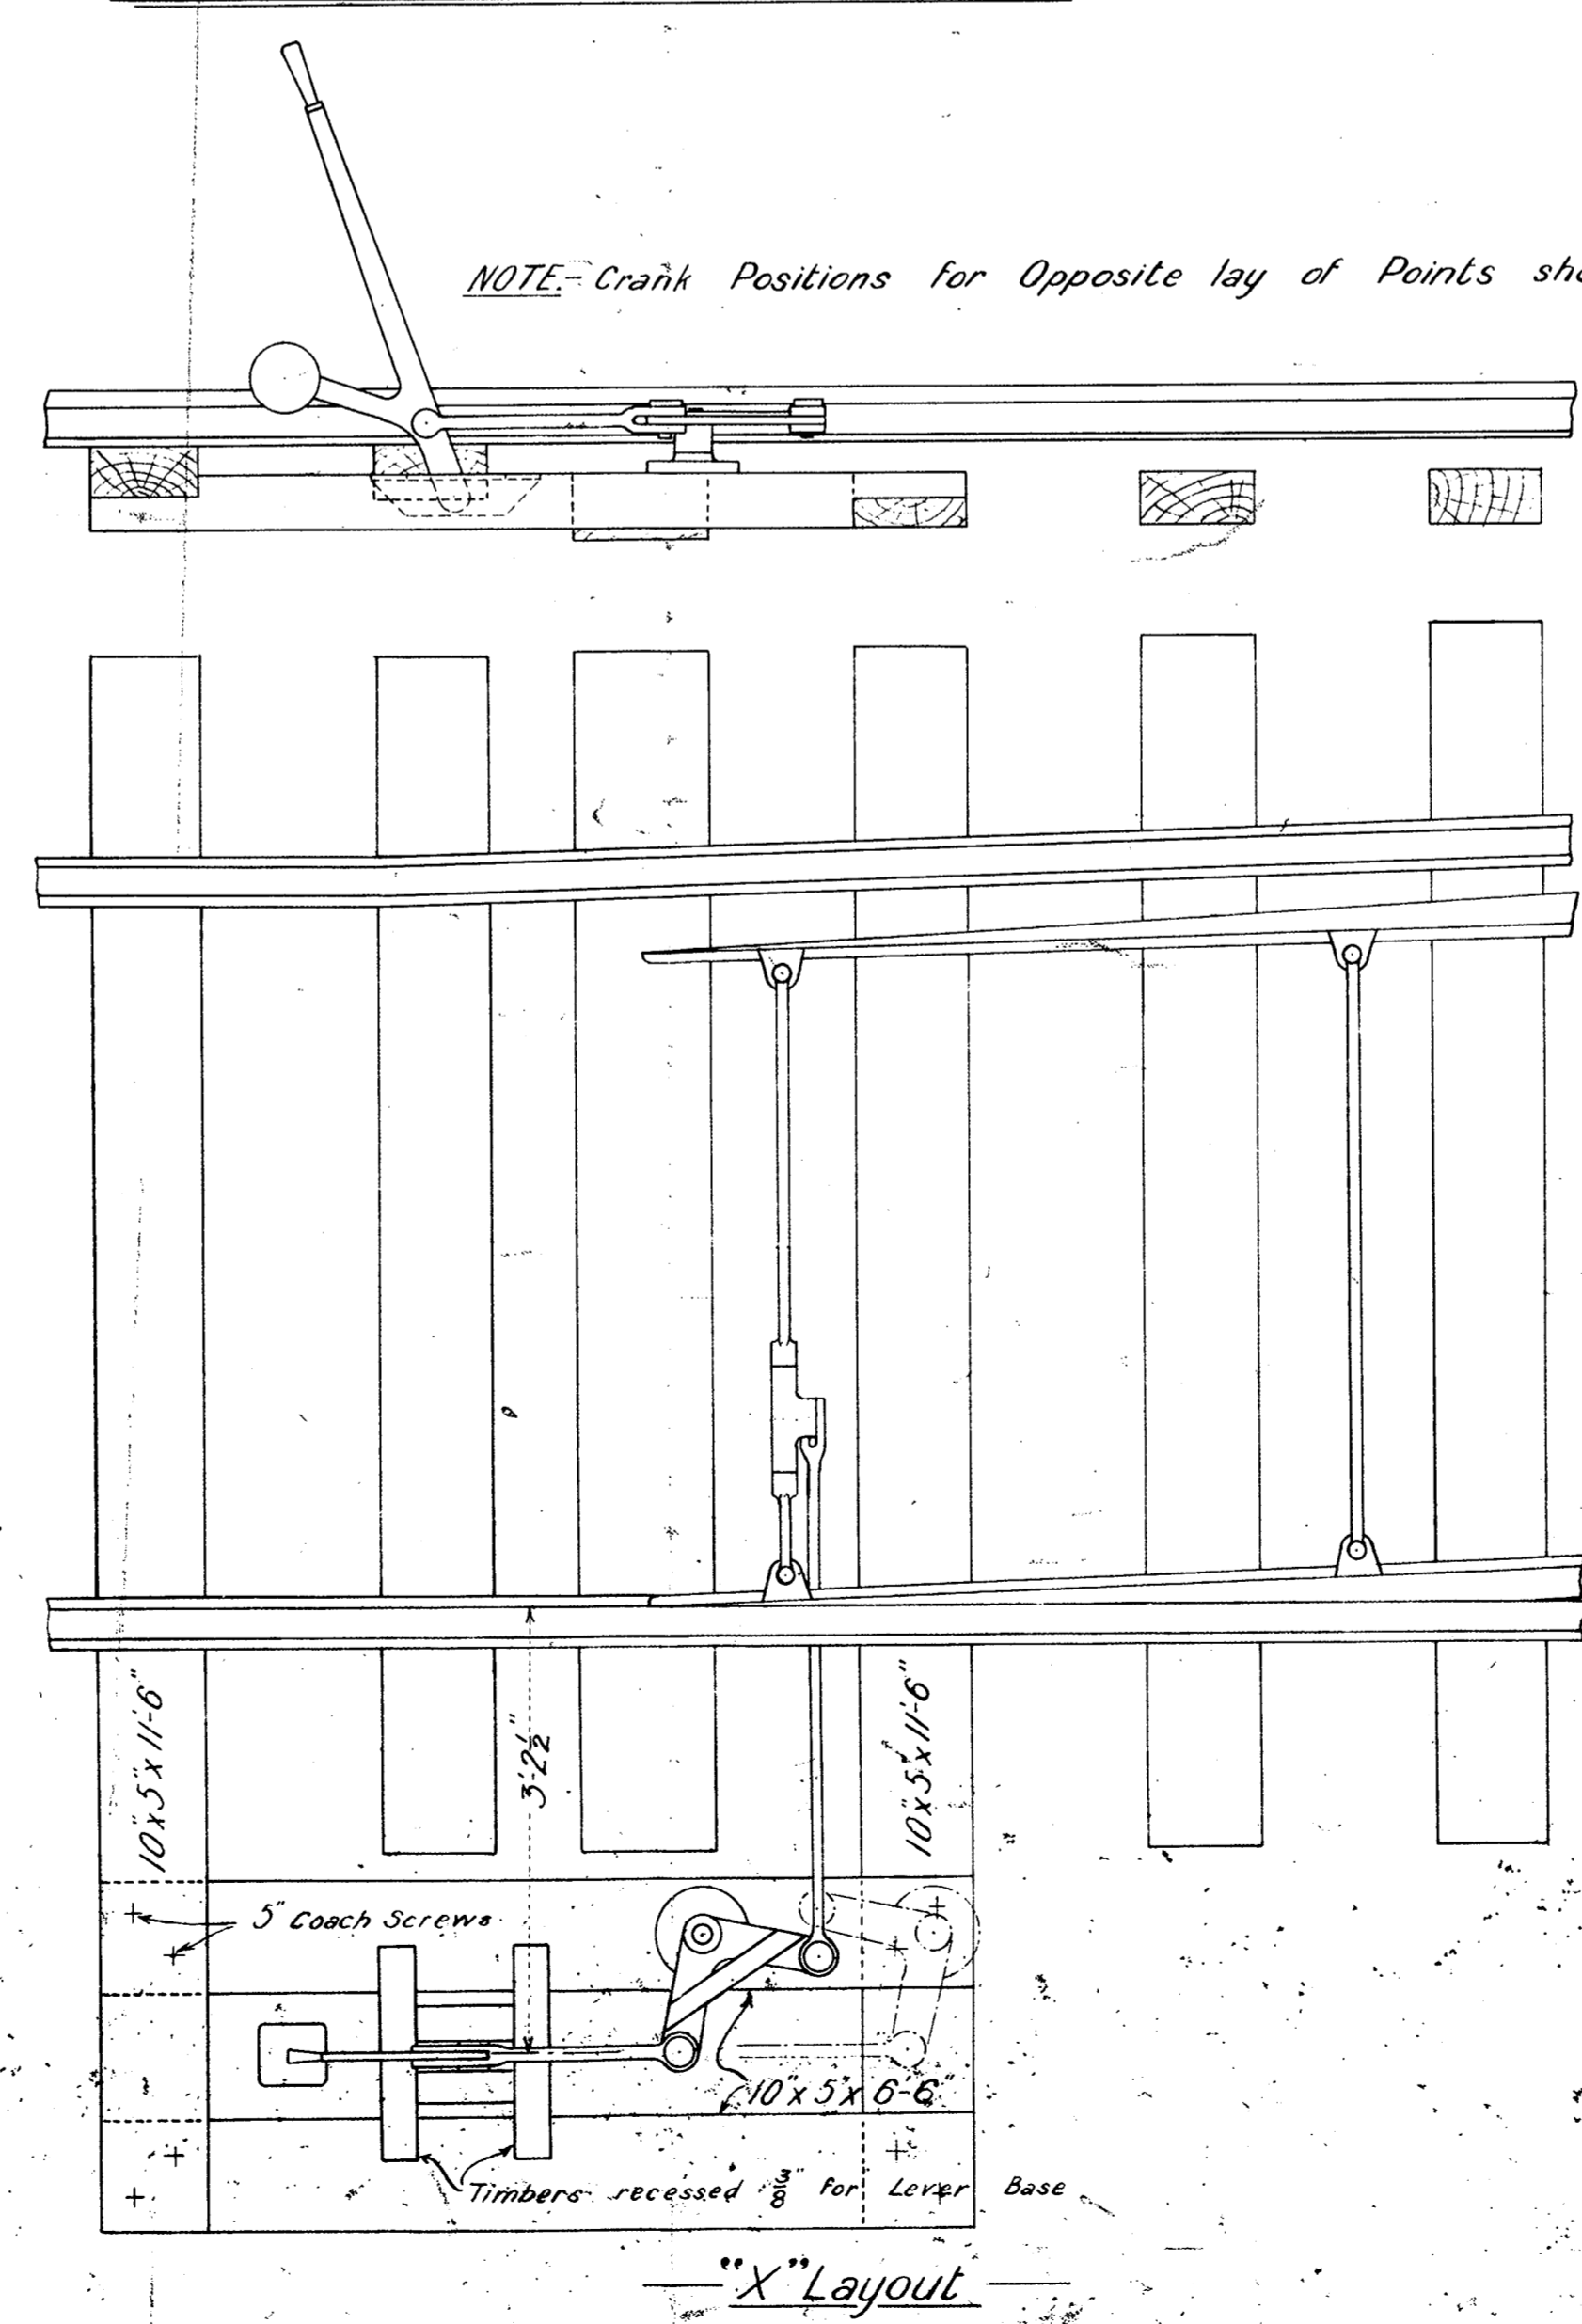 NOTE:- Crank Positions for Opposite lay of Points
10"x5"x11'-6"
10"x5"x11'-6"
3'-2½"
5" Coach Screws
10"x5"x6'-6"
Timbers recessed 3/8" for Lever Base
"X" Layout